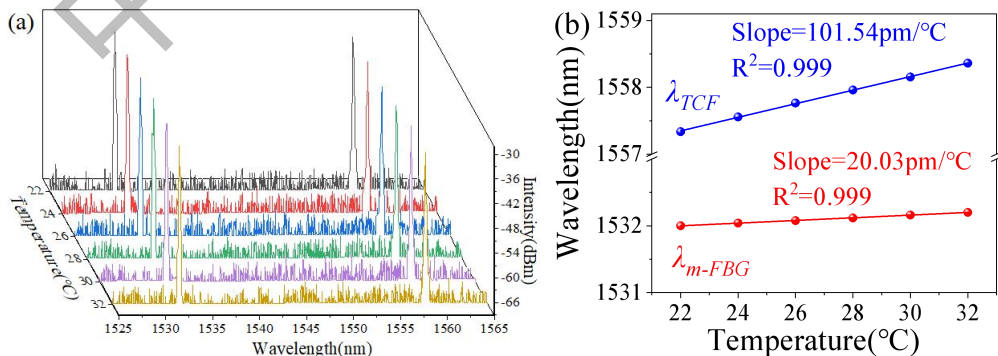 (a)
-30
-36
-42
-48
-54
-60
-66
Intensity(dBm)
22
24
26
28
30
32
Temperature(°C)
1525
1530
1535
1540
1545
1550
1555
1560
1565
Wavelength(nm)
(b)
1559
1558
1557
1532
1531
Wavelength(nm)
Slope=101.54pm/°C
R²=0.999
λTCF
Slope=20.03pm/°C
R²=0.999
λm-FBG
22 24 26 28 30 32
Temperature(°C)